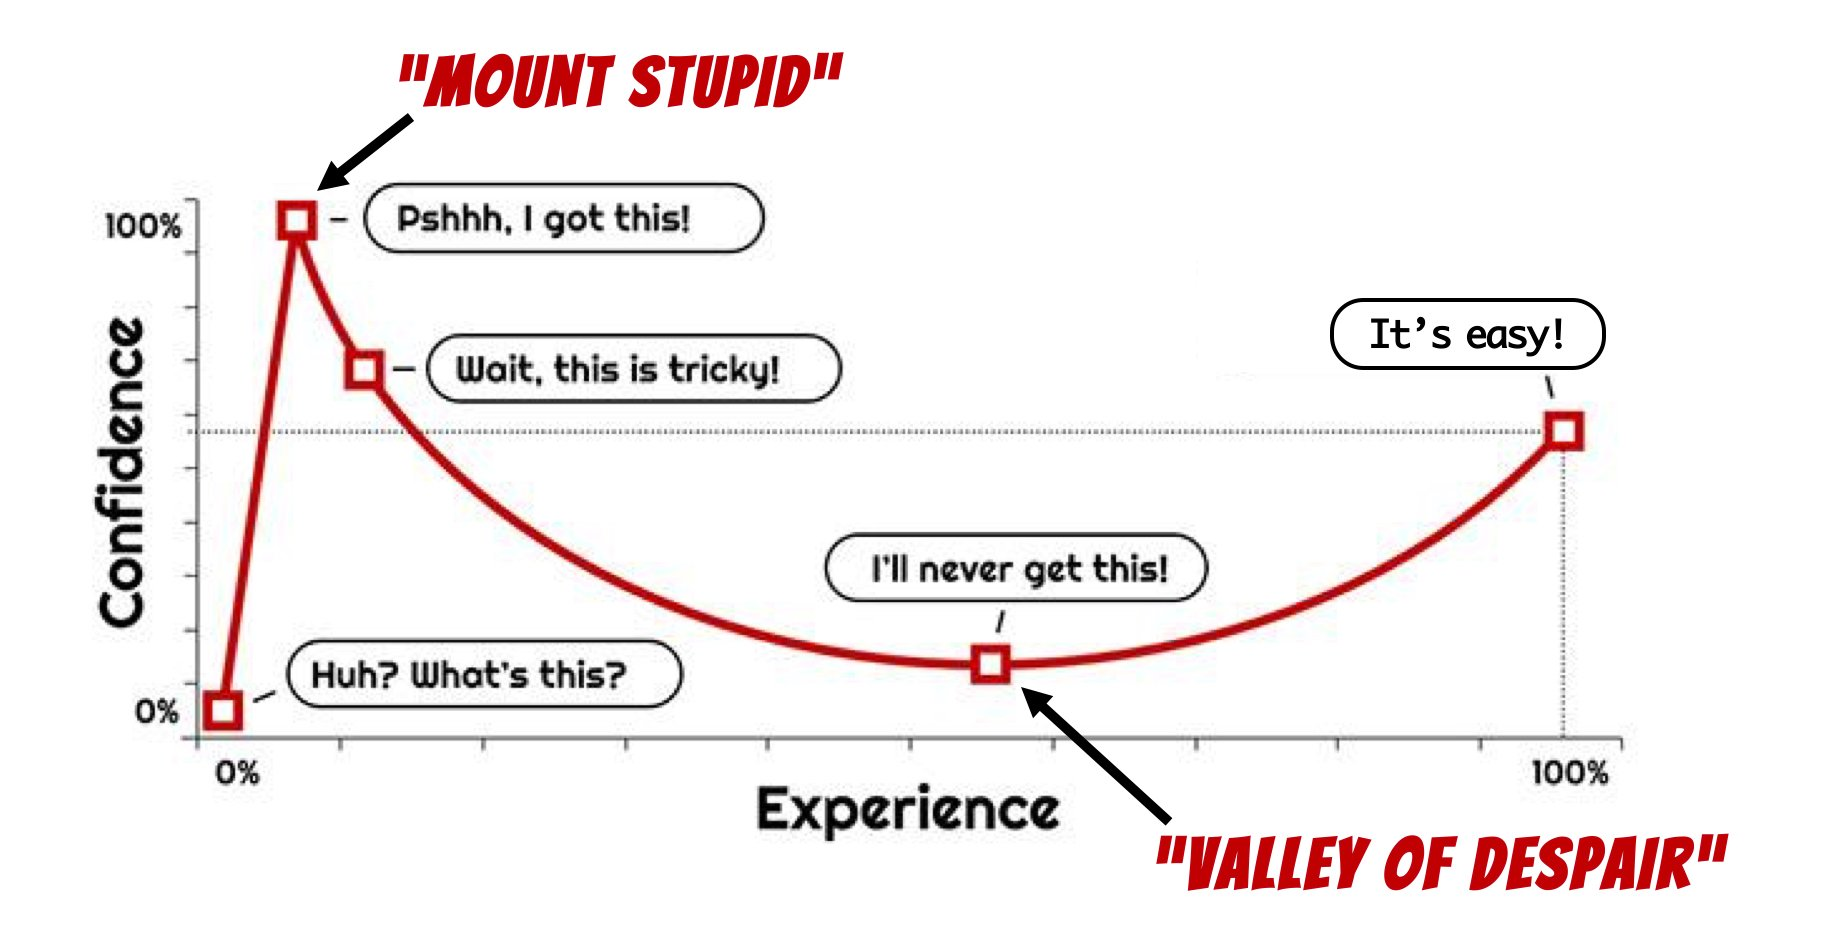 "MOUNT STUPID"
100%
Pshhh, I got this!
Wait, this is tricky!
It's easy!
Confidence
I'll never get this!
Huh? What's this?
0%
0%
100%
Experience
"VALLEY OF DESPAIR"